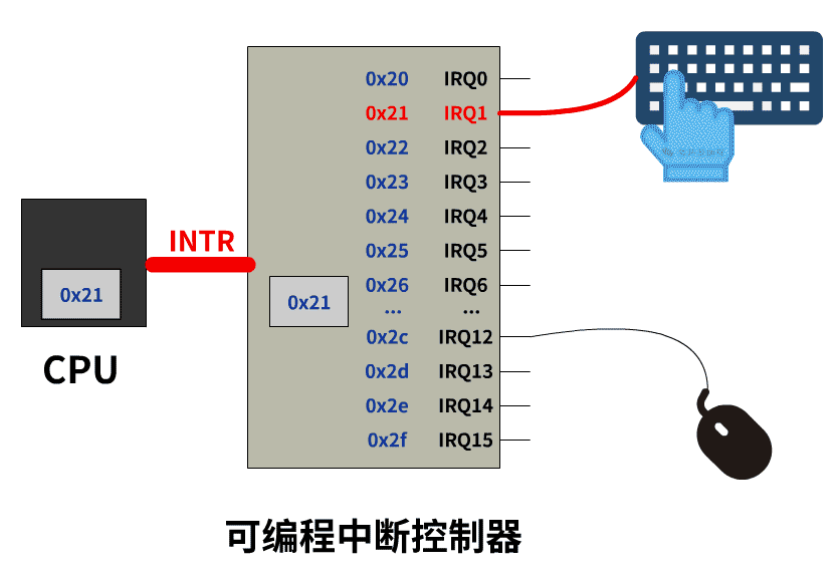 0x20 IRQ0
0x21 IRQ1
0x22 IRQ2
0x23 IRQ3
0x24 IRQ4
0x25 IRQ5
0x26 IRQ6
... ...
0x2c IRQ12
0x2d IRQ13
0x2e IRQ14
0x2f IRQ15
INTR
0x21
0x21
CPU
可编程中断控制器